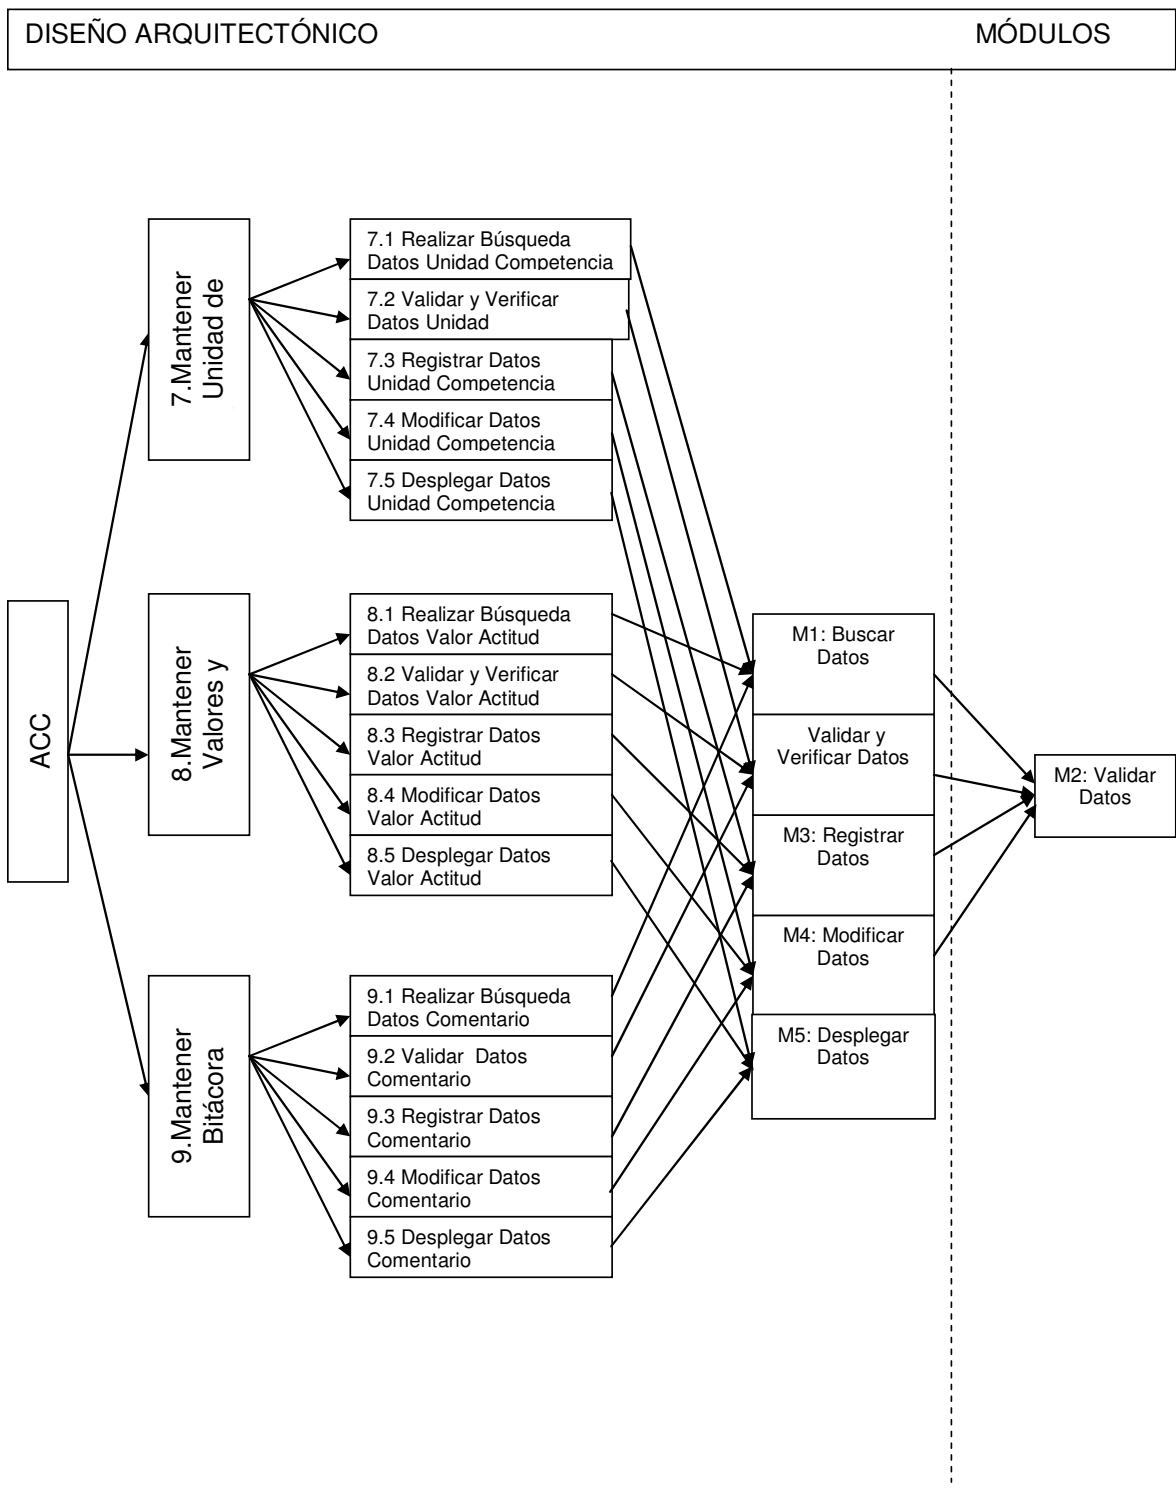 DISEÑO ARQUITECTÓNICO MÓDULOS
ACC
7.Mantener
Unidad de
7.1 Realizar Búsqueda
Datos Unidad Competencia
7.2 Validar y Verificar
Datos Unidad
7.3 Registrar Datos
Unidad Competencia
7.4 Modificar Datos
Unidad Competencia
7.5 Desplegar Datos
Unidad Competencia
8.Mantener
Valores y
8.1 Realizar Búsqueda
Datos Valor Actitud
8.2 Validar y Verificar
Datos Valor Actitud
8.3 Registrar Datos
Valor Actitud
8.4 Modificar Datos
Valor Actitud
8.5 Desplegar Datos
Valor Actitud
9.Mantener
Bitácora
9.1 Realizar Búsqueda
Datos Comentario
9.2 Validar  Datos
Comentario
9.3 Registrar Datos
Comentario
9.4 Modificar Datos
Comentario
9.5 Desplegar Datos
Comentario
M1: Buscar
Datos
Validar y
Verificar Datos
M3: Registrar
Datos
M4: Modificar
Datos
M5: Desplegar
Datos
M2: Validar
Datos